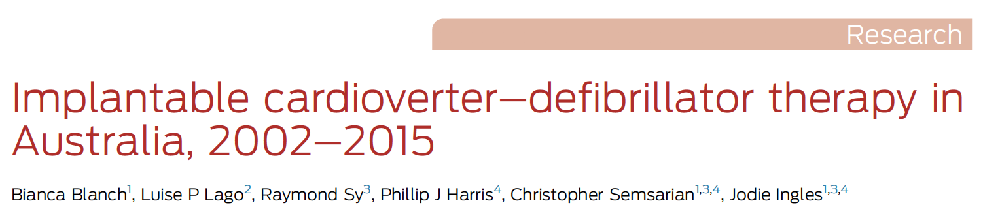 Research
Implantable cardioverter–defibrillator therapy in
Australia, 2002–2015
Bianca Blanch1, Luise P Lago2, Raymond Sy3, Phillip J Harris4, Christopher Semsarian1,3,4, Jodie Ingles1,3,4